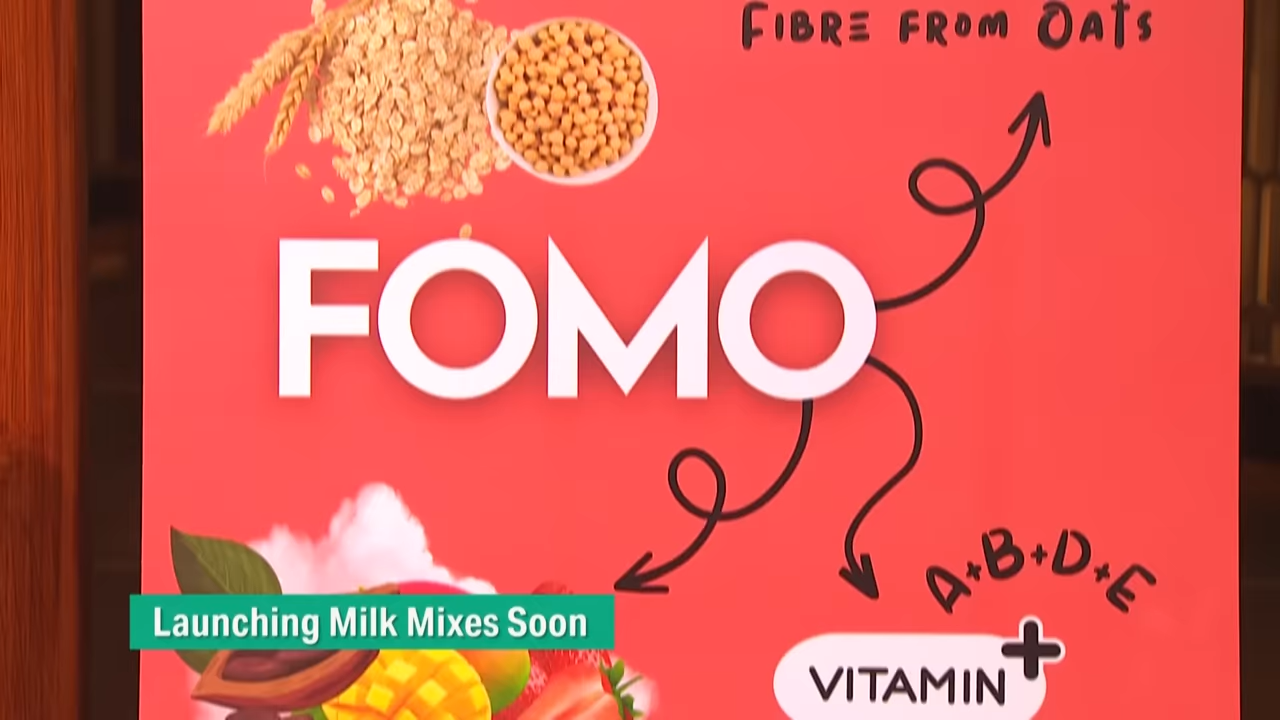 FIBRE FROM OATS
FOMO
A+B+D+E
Launching Milk Mixes Soon
VITAMIN+